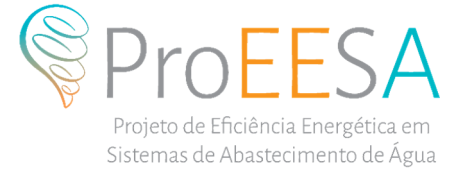 ProEESA
Projeto de Eficiência Energética em
Sistemas de Abastecimento de Água